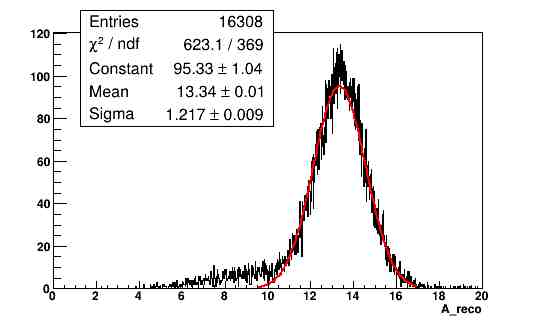 Entries 16308
χ² / ndf 623.1 / 369
Constant 95.33 ± 1.04
Mean 13.34 ± 0.01
Sigma 1.217 ± 0.009
120
100
80
60
40
20
0
0 2 4 6 8 10 12 14 16 18 20
A_reco